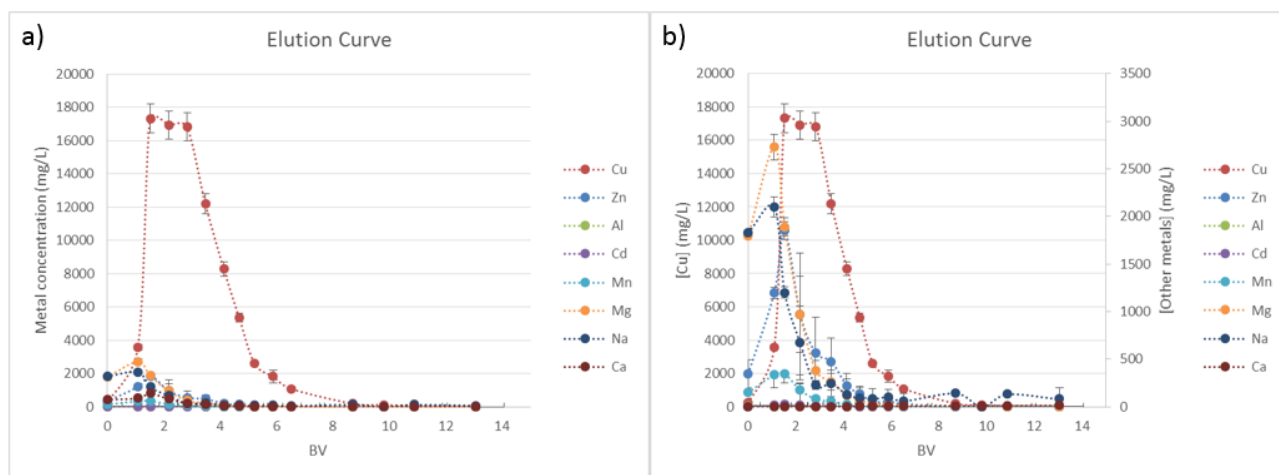 a)
Elution Curve
Metal concentration (mg/L)
20000
18000
16000
14000
12000
10000
8000
6000
4000
2000
0
0 2 4 6 8 10 12 14
BV
Cu
Zn
Al
Cd
Mn
Mg
Na
Ca
b)
Elution Curve
[Cu] (mg/L)
20000
18000
16000
14000
12000
10000
8000
6000
4000
2000
0
0 2 4 6 8 10 12 14
BV
3500
3000
2500
2000
1500
1000
500
0
[Other metals] (mg/L)
Cu
Zn
Al
Cd
Mn
Mg
Na
Ca